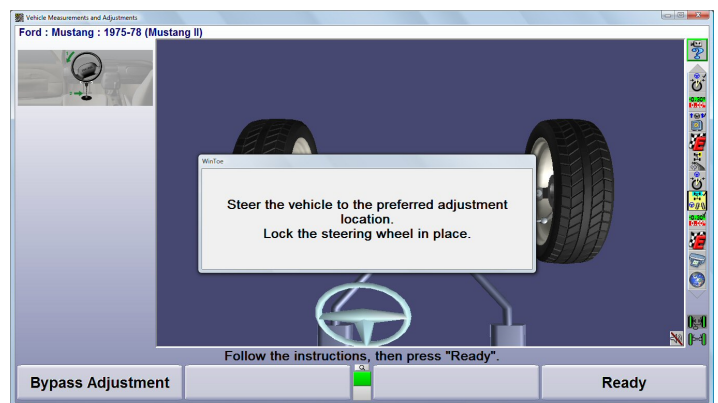 Vehicle Measurements and Adjustments
Ford : Mustang : 1975-78 (Mustang II)
WinToe
Steer the vehicle to the preferred adjustment
location.
Lock the steering wheel in place.
Follow the instructions, then press "Ready".
Bypass Adjustment
Ready